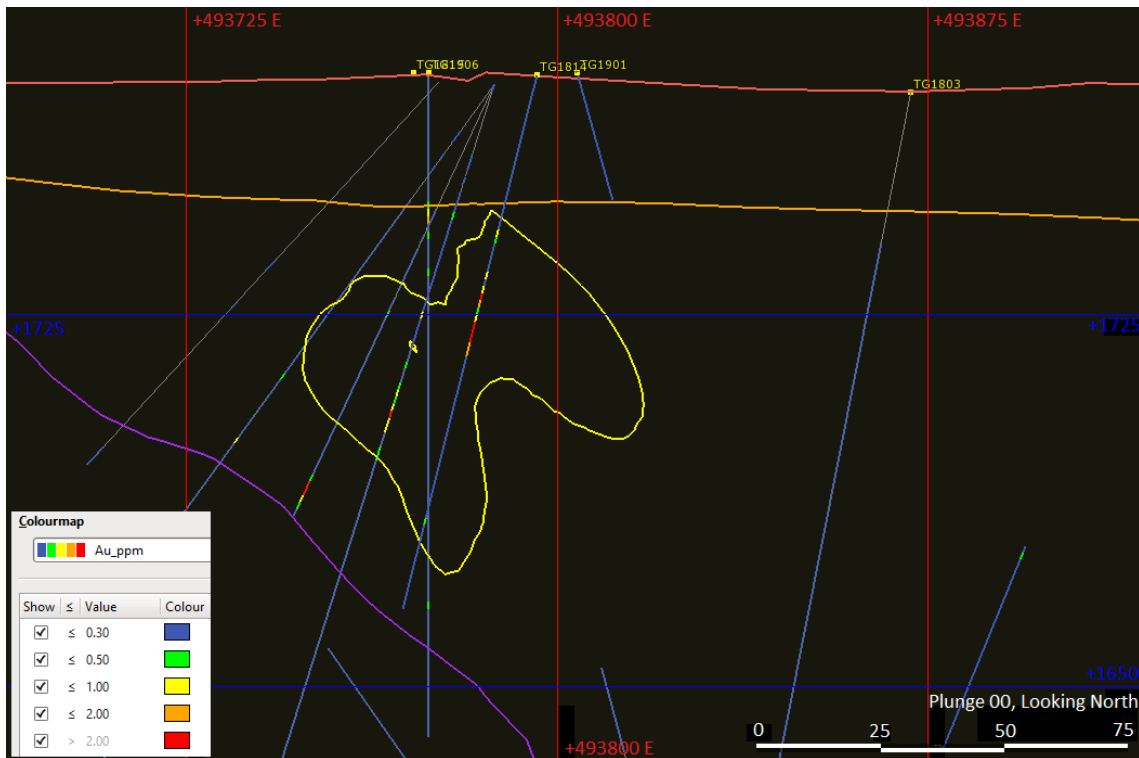 +493725 E
+493800 E
+493875 E
TG1814
TG1901
TG1803
+1725
+1725
Colourmap
Au_ppm
Show ≤ Value Colour
≤ 0.30
≤ 0.50
≤ 1.00
≤ 2.00
> 2.00
+1650
Plunge 00, Looking North
0 25 50 75
+493800 E